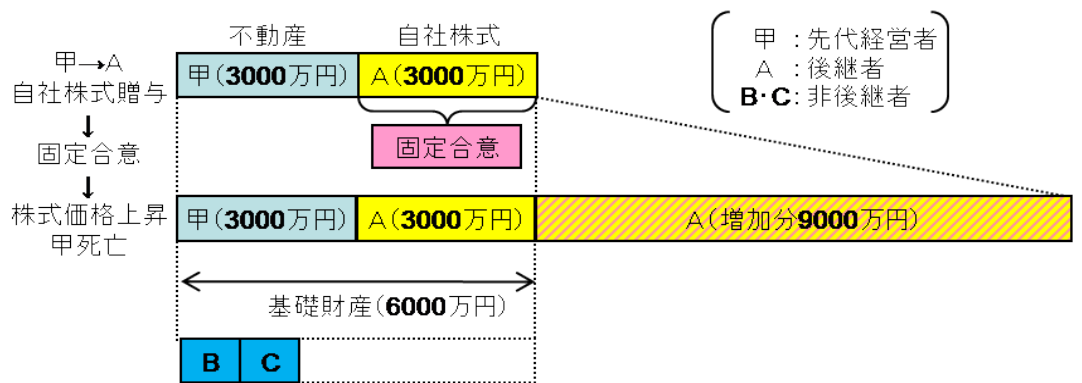 不動産 自社株式
甲→A
自社株式贈与
甲(3000万円) A(3000万円)
甲：先代経営者
A：後継者
B・C：非後継者
↓
固定合意
固定合意
↓
株式価格上昇
甲死亡
甲(3000万円) A(3000万円) A(増加分9000万円)
基礎財産(6000万円)
B C